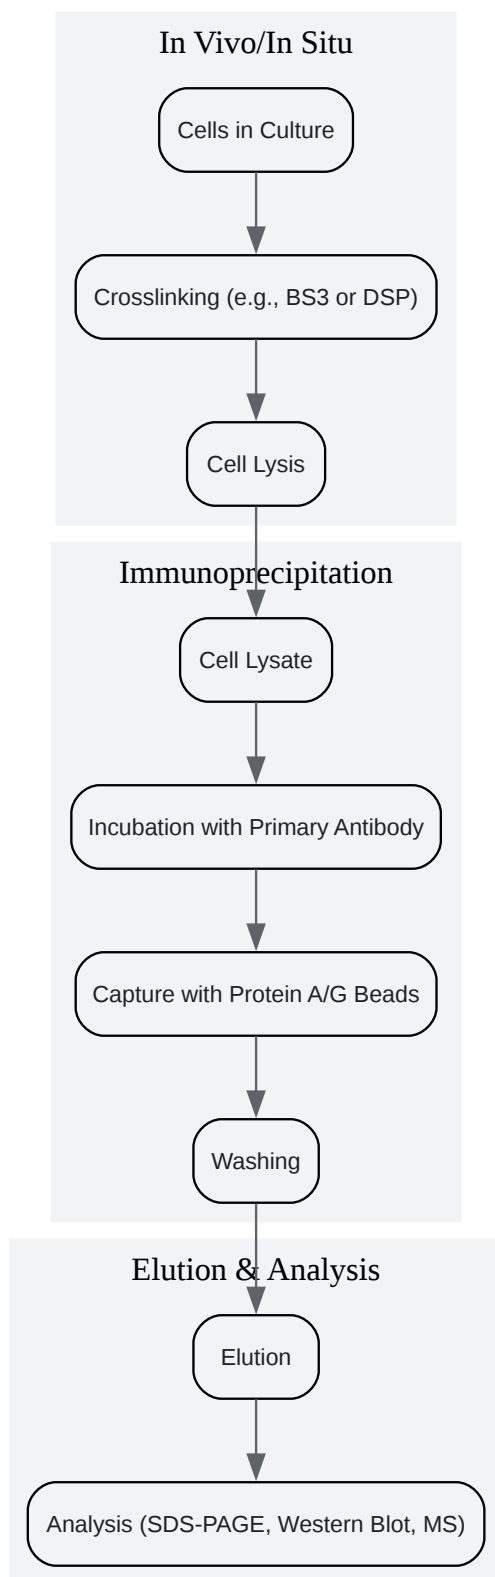 In Vivo/In Situ
Cells in Culture
Crosslinking (e.g., BS3 or DSP)
Cell Lysis
Immunoprecipitation
Cell Lysate
Incubation with Primary Antibody
Capture with Protein A/G Beads
Washing
Elution & Analysis
Elution
Analysis (SDS-PAGE, Western Blot, MS)